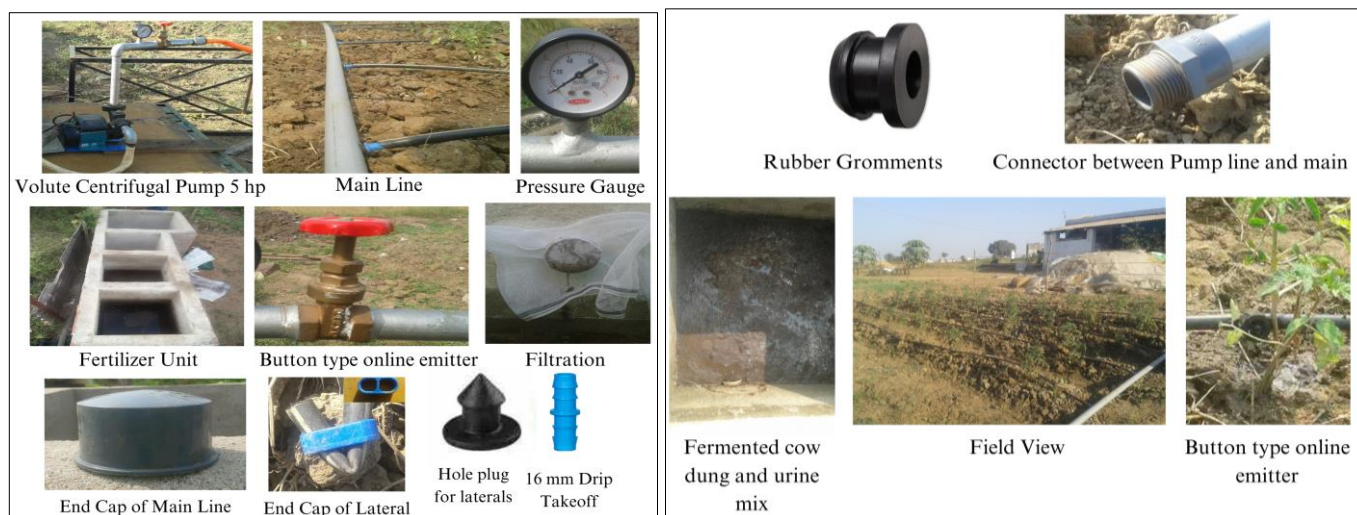 Volute Centrifugal Pump 5 hp
Main Line
Pressure Gauge
Fertilizer Unit
Button type online emitter
Filtration
End Cap of Main Line
End Cap of Lateral
Hole plug
for laterals
16 mm Drip
Takeoff
Rubber Gromments
Connector between Pump line and main
Fermented cow
dung and urine
mix
Field View
Button type online
emitter